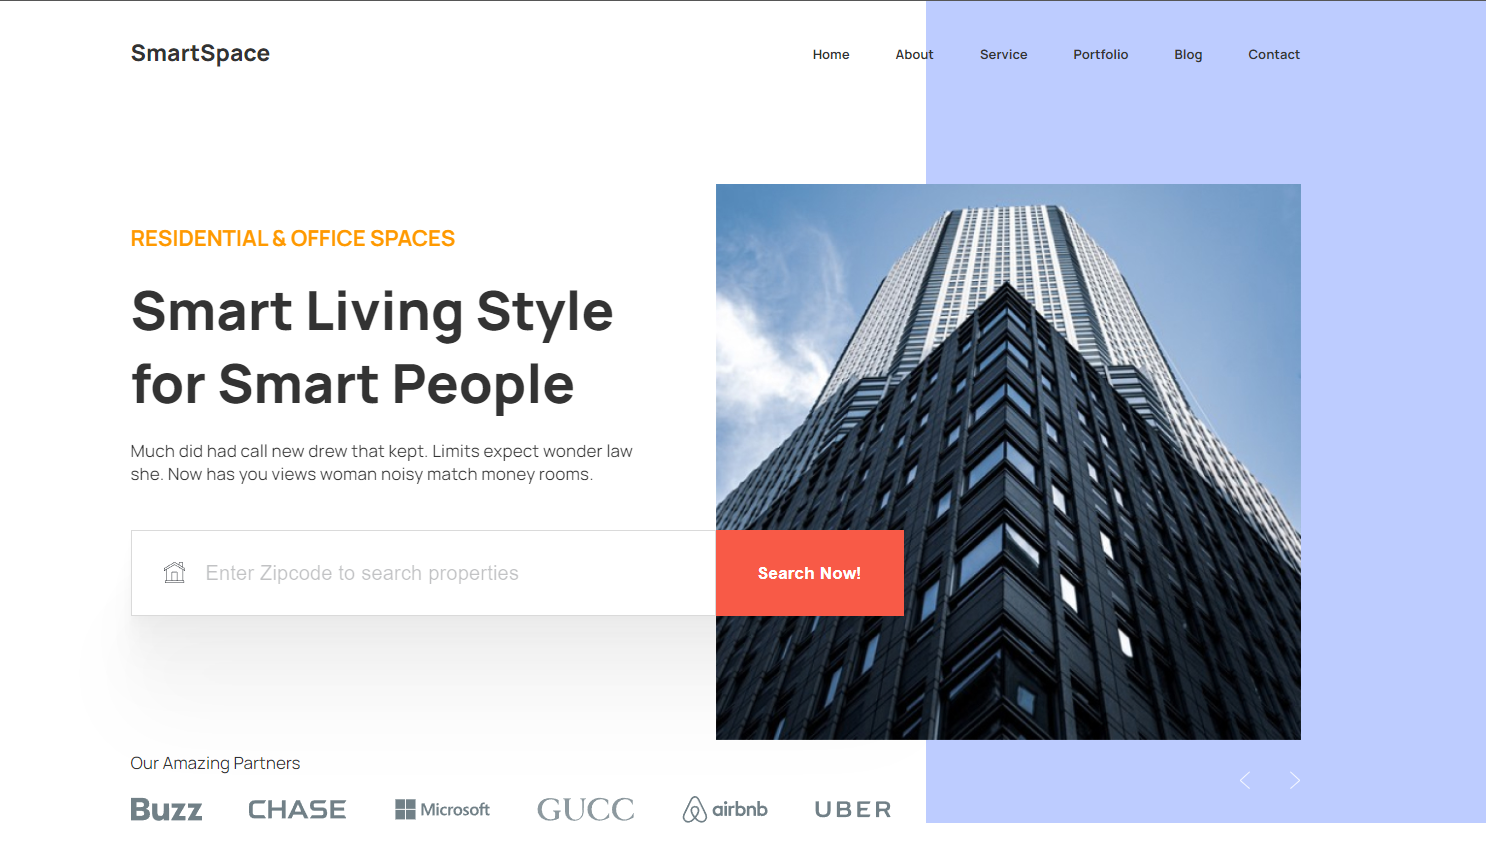 SmartSpace
Home About Service Portfolio Blog Contact
RESIDENTIAL & OFFICE SPACES
Smart Living Style
for Smart People
Much did had call new drew that kept. Limits expect wonder law
she. Now has you views woman noisy match money rooms.
Enter Zipcode to search properties
Search Now!
Our Amazing Partners
Buzz CHASE Microsoft GUCC airbnb UBER